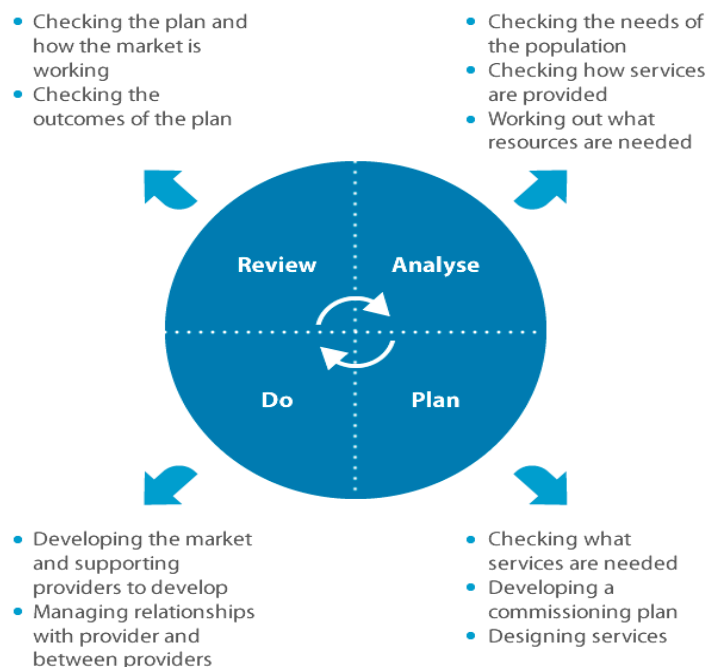 • Checking the plan and
how the market is
working
• Checking the
outcomes of the plan
• Checking the needs of
the population
• Checking how services
are provided
• Working out what
resources are needed
Review
Analyse
Do
Plan
• Developing the market
and supporting
providers to develop
• Managing relationships
with provider and
between providers
• Checking what
services are needed
• Developing a
commissioning plan
• Designing services